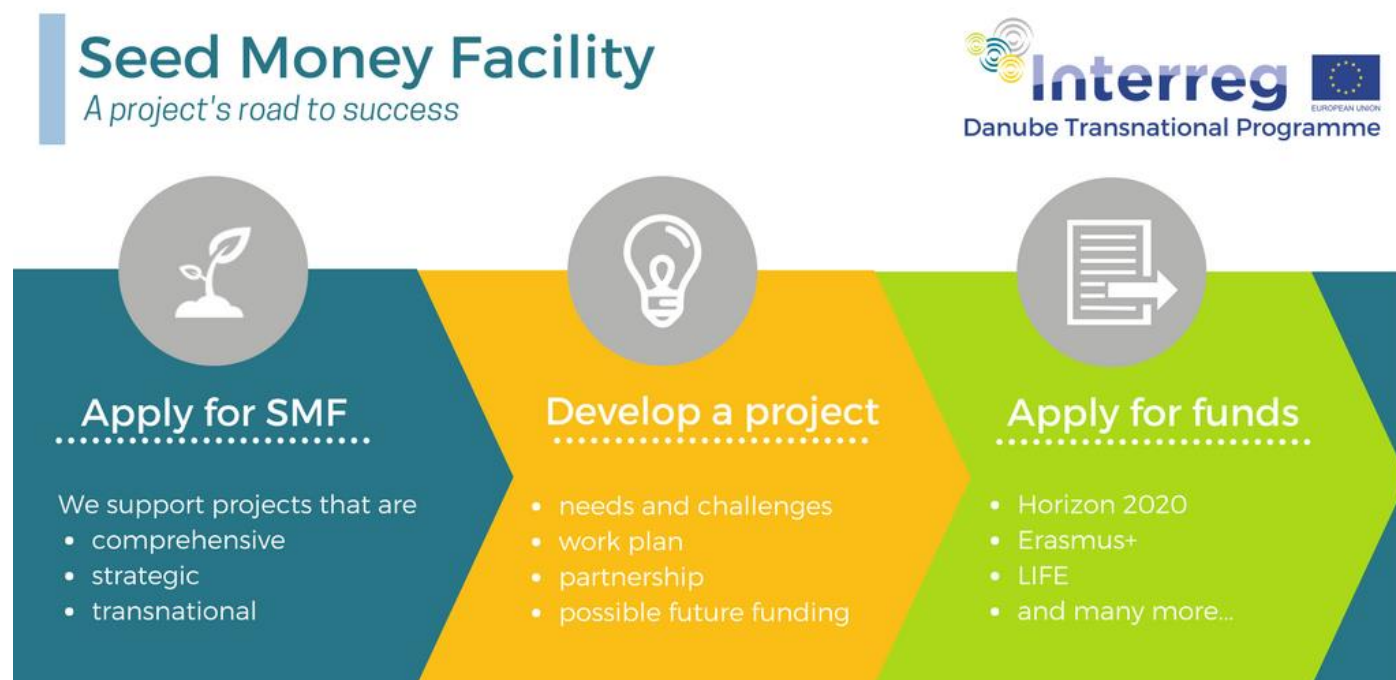 Seed Money Facility
A project's road to success
Interreg
EUROPEAN UNION
Danube Transnational Programme
Apply for SMF
We support projects that are
• comprehensive
• strategic
• transnational
Develop a project
• needs and challenges
• work plan
• partnership
• possible future funding
Apply for funds
• Horizon 2020
• Erasmus+
• LIFE
• and many more...